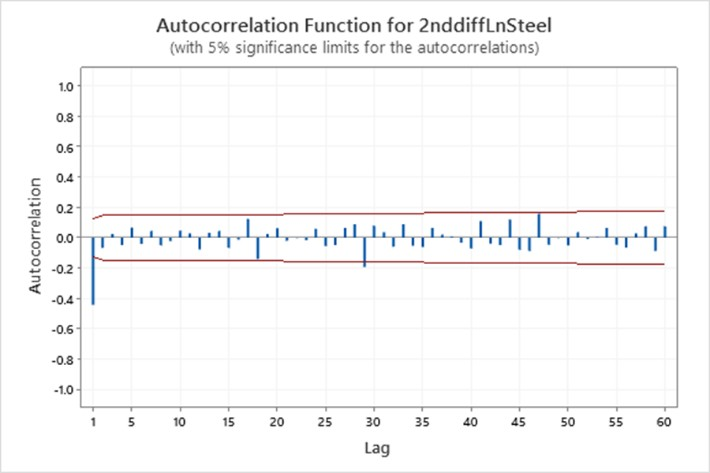 Autocorrelation Function for 2nddiffLnSteel
(with 5% significance limits for the autocorrelations)
1.0
0.8
0.6
0.4
0.2
0.0
-0.2
-0.4
-0.6
-0.8
-1.0
Autocorrelation
1 5 10 15 20 25 30 35 40 45 50 55 60
Lag